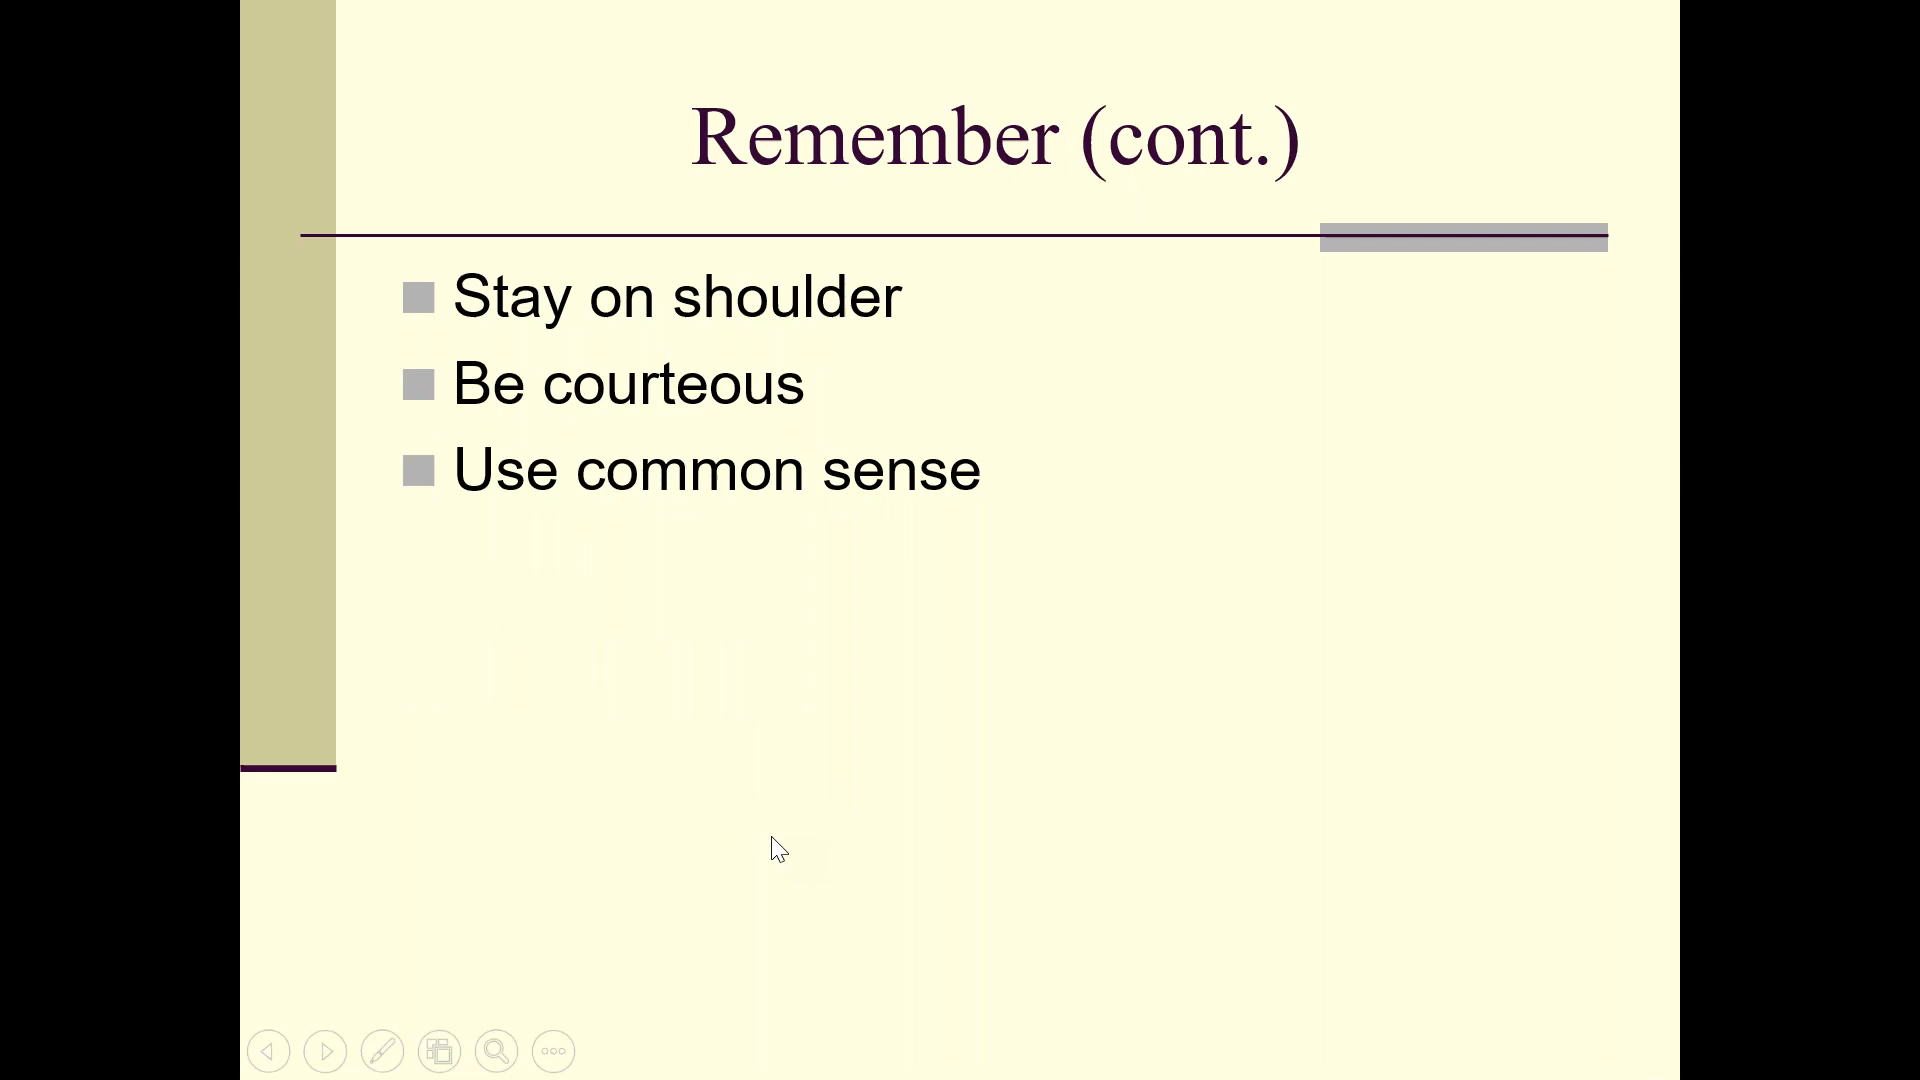 Remember (cont.)
Stay on shoulder
Be courteous
Use common sense